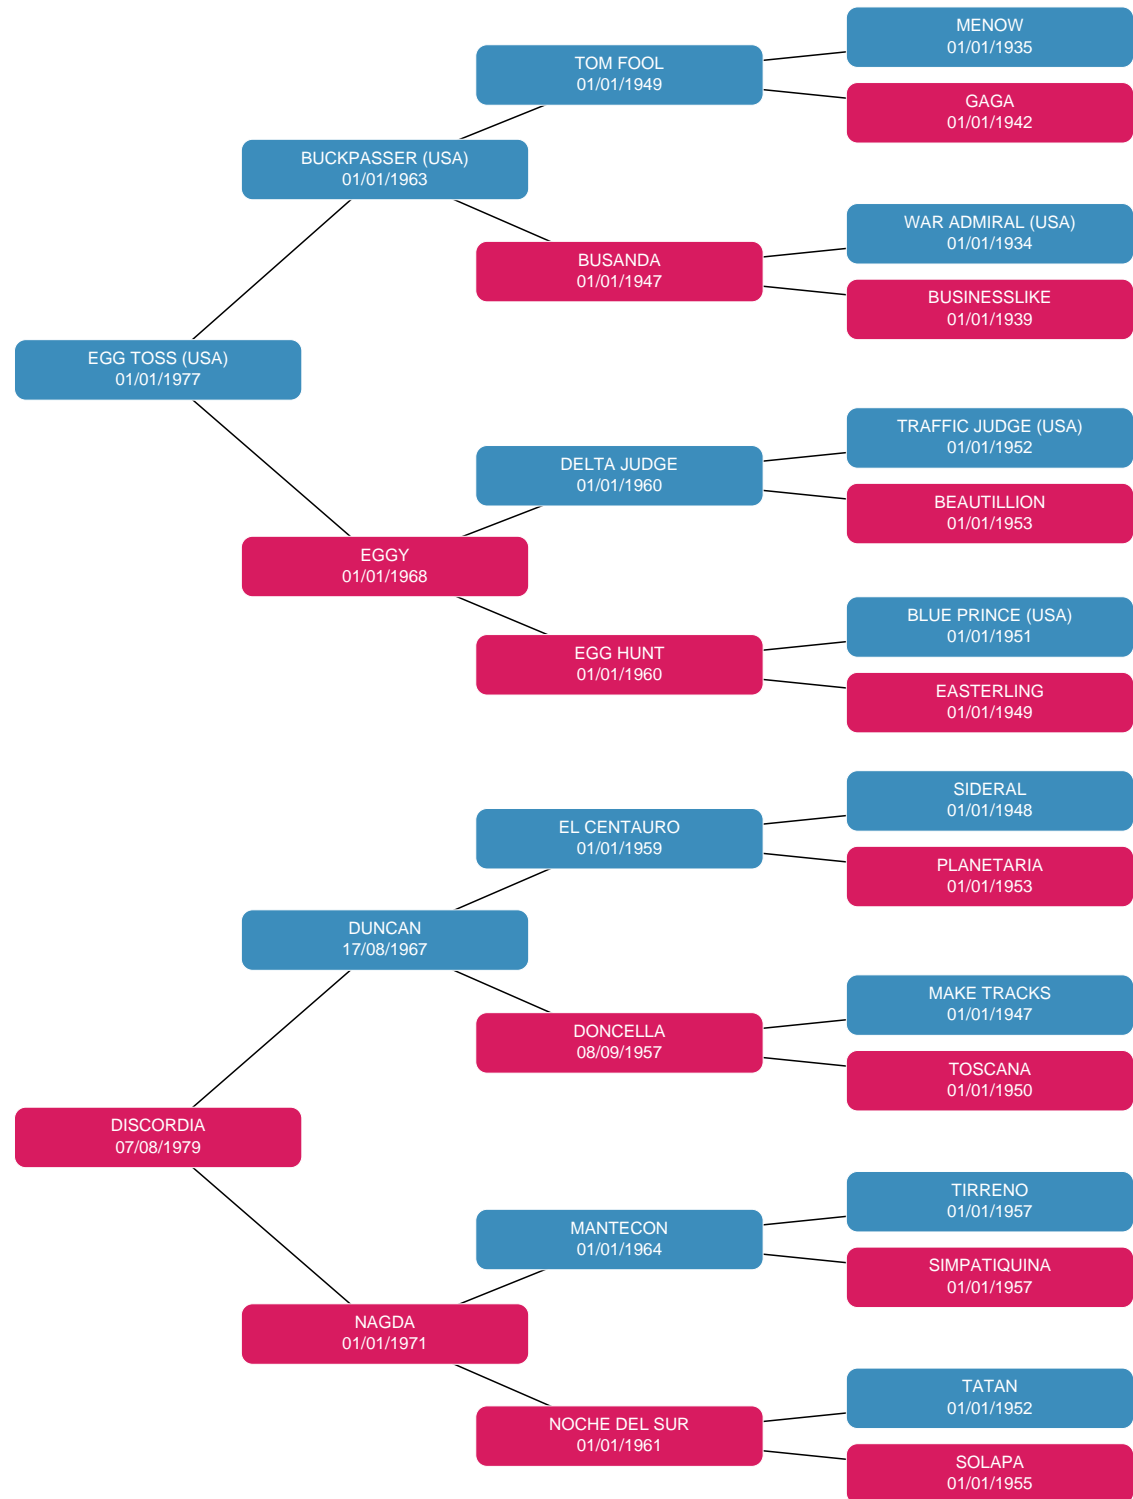 MENOW
01/01/1935
TOM FOOL
01/01/1949
GAGA
01/01/1942
BUCKPASSER (USA)
01/01/1963
WAR ADMIRAL (USA)
01/01/1934
BUSANDA
01/01/1947
BUSINESSLIKE
01/01/1939
EGG TOSS (USA)
01/01/1977
TRAFFIC JUDGE (USA)
01/01/1952
DELTA JUDGE
01/01/1960
BEAUTILLION
01/01/1953
EGGY
01/01/1968
BLUE PRINCE (USA)
01/01/1951
EGG HUNT
01/01/1960
EASTERLING
01/01/1949
SIDERAL
01/01/1948
EL CENTAURO
01/01/1959
PLANETARIA
01/01/1953
DUNCAN
17/08/1967
MAKE TRACKS
01/01/1947
DONCELLA
08/09/1957
TOSCANA
01/01/1950
DISCORDIA
07/08/1979
TIRRENO
01/01/1957
MANTECON
01/01/1964
SIMPATIQUINA
01/01/1957
NAGDA
01/01/1971
TATAN
01/01/1952
NOCHE DEL SUR
01/01/1961
SOLAPA
01/01/1955